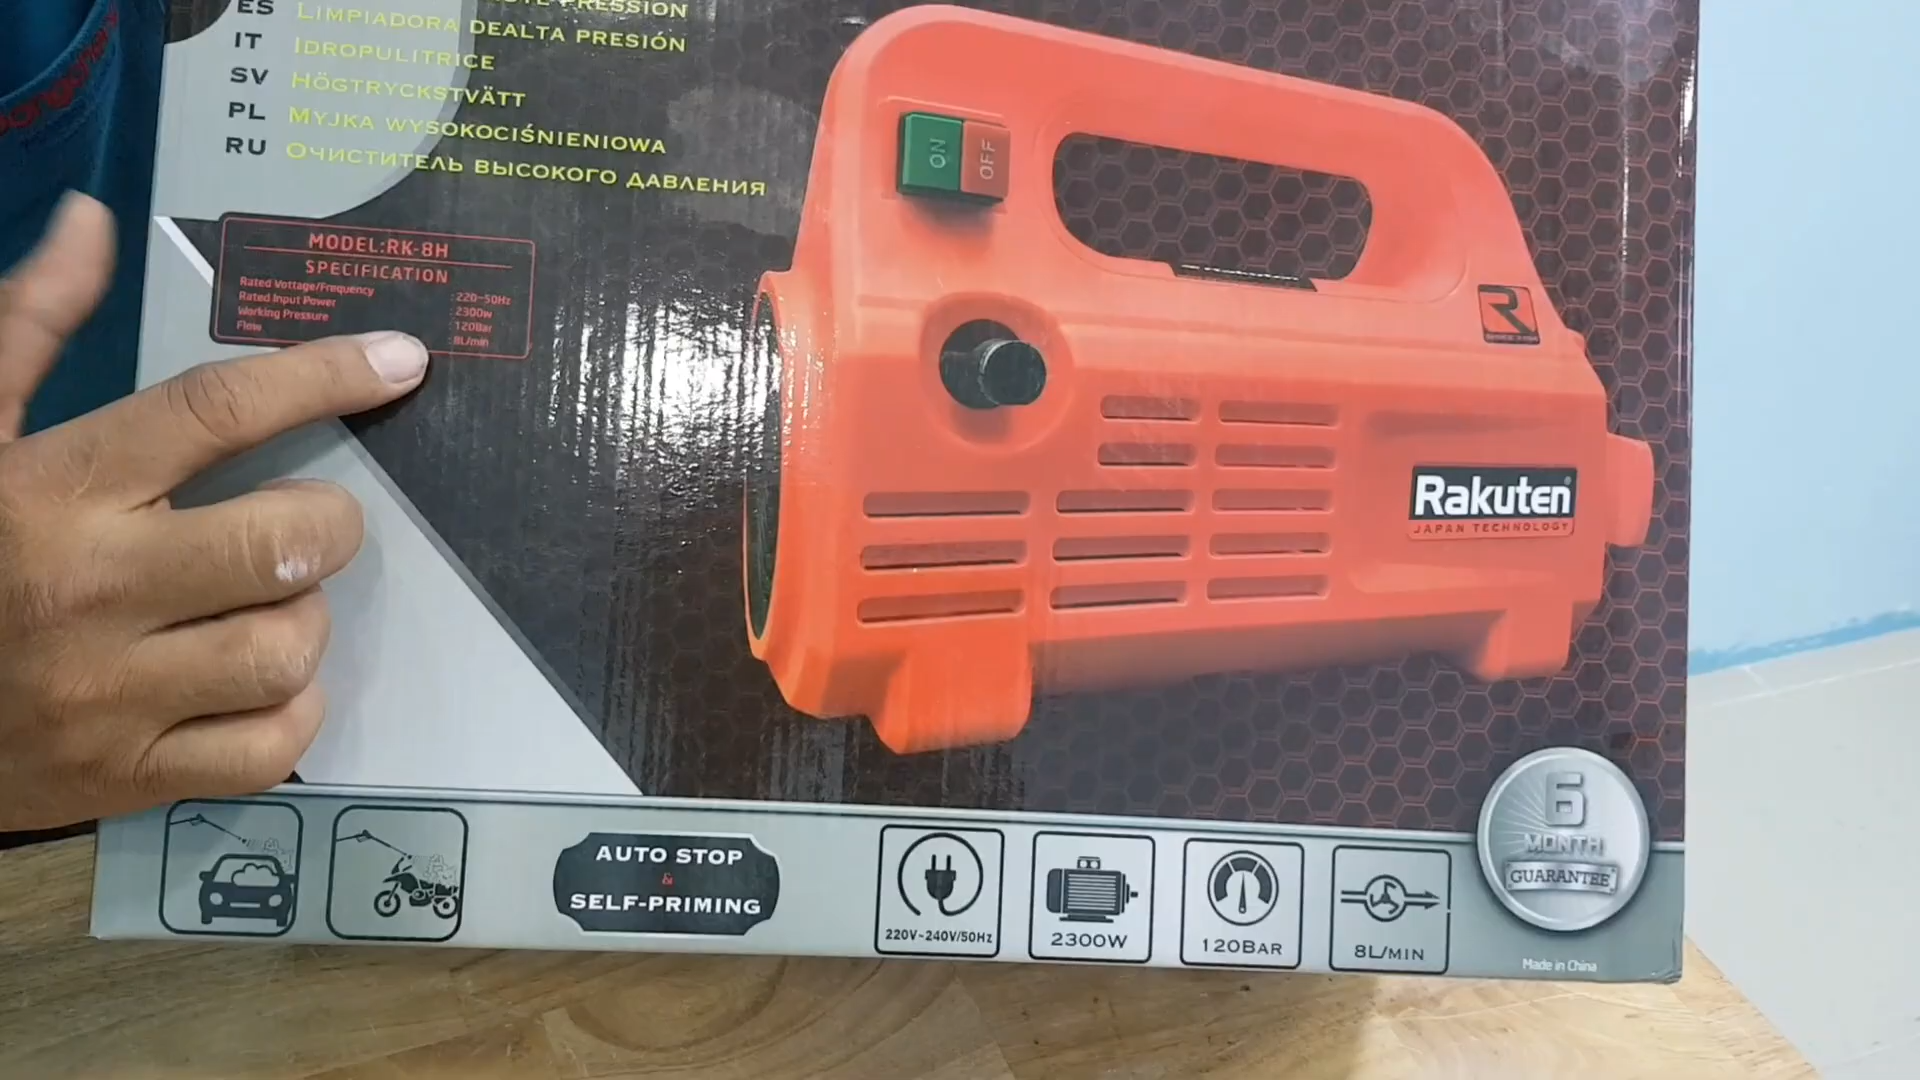 PRESSION
ES LIMPIADORA DEALTA PRESIÓN
IT IDROPULITRICE
SV HÖGTRYCKSTVÄTT
PL MYJKA WYSOKOCIŚNIENIOWA
RU ОЧИСТИТЕЛЬ ВЫСОКОГО ДАВЛЕНИЯ
MODEL:RK-8H
SPECIFICATION
Rated Vottage/Frequency : 220~50Hz
Rated Input Power : 2300w
Working Pressure : 120Bar
Flow : 8L/min
ON
OFF
R
Rakuten®
JAPAN TECHNOLOGY
AUTO STOP
&
SELF-PRIMING
220V~240V/50Hz
2300W
120BAR
8L/MIN
6
MONTH
GUARANTEE
Made in China